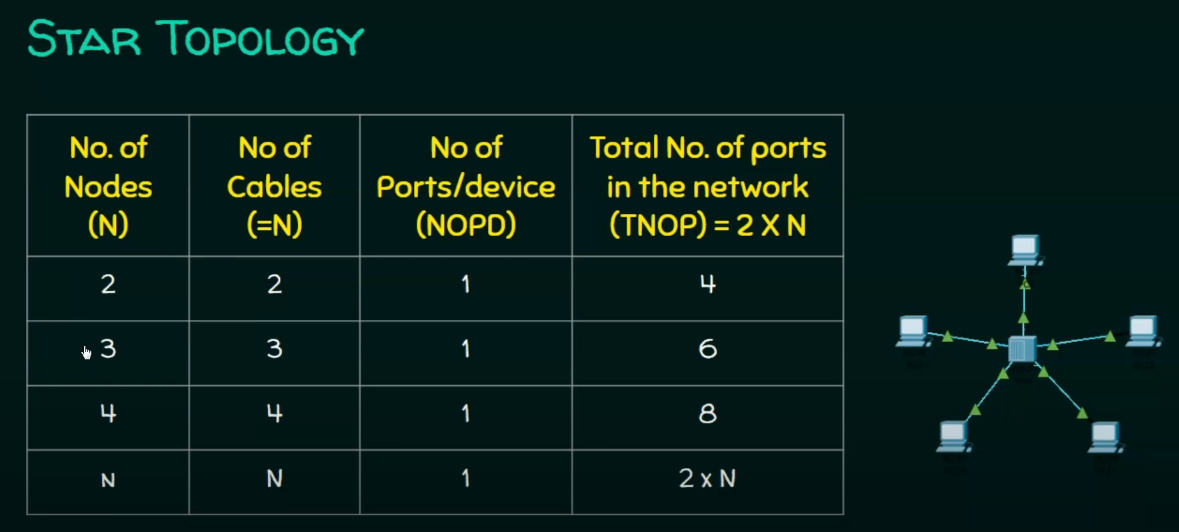 STAR TOPOLOGY
No. of Nodes (N) No of Cables (=N) No of Ports/device (NOPD) Total No. of ports in the network (TNOP) = 2 X N
2 2 1 4
3 3 1 6
4 4 1 8
N N 1 2 x N